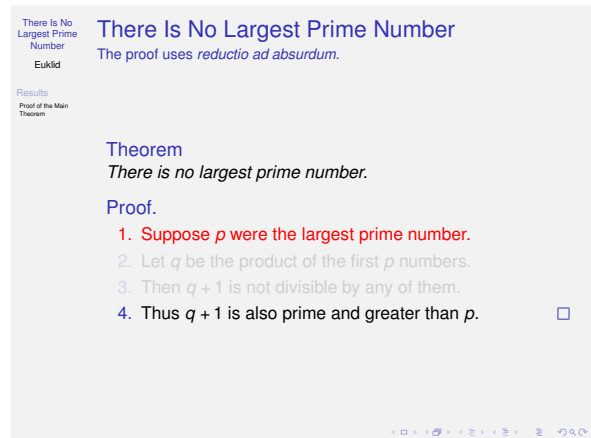 There Is No
Largest Prime
Number
Euklid
Results
Proof of the Main
Theorem
There Is No Largest Prime Number
The proof uses reductio ad absurdum.
Theorem
There is no largest prime number.
Proof.
1. Suppose p were the largest prime number.
2. Let q be the product of the first p numbers.
3. Then q + 1 is not divisible by any of them.
4. Thus q + 1 is also prime and greater than p.